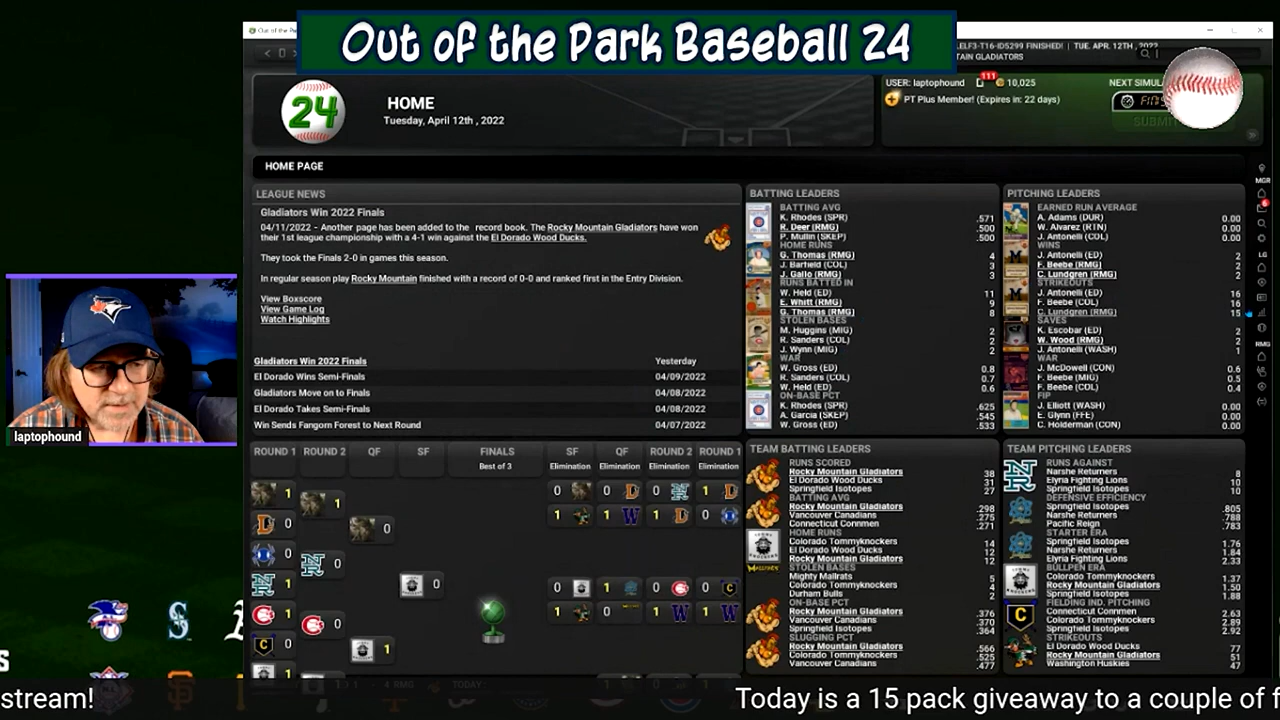 Out of the Park Baseball 24
FINISHED! | TUE. APR. 12TH , 2022
HOME
Tuesday, April 12th , 2022
USER: laptophound 111 10,025
PT Plus Member! (Expires in: 22 days)
24
HOME PAGE
LEAGUE NEWS
Gladiators Win 2022 Finals
04/11/2022 - Another page has been added to the record book. The Rocky Mountain Gladiators have won
their 1st league championship with a 4-1 win against the El Dorado Wood Ducks.
They took the Finals 2-0 in games this season.
In regular season play Rocky Mountain finished with a record of 0-0 and ranked first in the Entry Division.
View Boxscore
View Game Log
Watch Highlights
Gladiators Win 2022 Finals Yesterday
El Dorado Wins Semi-Finals 04/09/2022
Gladiators Move on to Finals 04/08/2022
El Dorado Takes Semi-Finals 04/08/2022
Win Sends Fangorn Forest to Next Round 04/07/2022
BATTING LEADERS
BATTING AVG
K. Rhodes (SPR) .571
R. Deer (RMG) .500
P. Mullin (SKEP) .500
HOME RUNS
G. Thomas (RMG) 4
J. Barfield (COL) 3
J. Gallo (RMG) 3
RUNS BATTED IN
W. Held (ED) 11
E. Whitt (RMG) 9
G. Thomas (RMG) 8
STOLEN BASES
M. Huggins (MIG) 2
R. Sanders (COL) 2
J. Wynn (MIG) 2
WAR
W. Gross (ED) 0.8
R. Sanders (COL) 0.7
W. Held (ED) 0.6
ON-BASE PCT
K. Rhodes (SPR) .625
A. Garcia (SKEP) .545
W. Gross (ED) .533
PITCHING LEADERS
EARNED RUN AVERAGE
A. Adams (DUR) 0.00
W. Alvarez (RTN) 0.00
J. Antonelli (COL) 0.00
WINS
J. Antonelli (ED) 2
F. Beebe (RMG) 2
C. Lundgren (RMG) 2
STRIKEOUTS
J. Antonelli (ED) 16
F. Beebe (COL) 16
C. Lundgren (RMG) 15
SAVES
K. Escobar (ED) 2
W. Wood (RMG) 2
J. Antonelli (WASH) 1
WAR
J. McDowell (CON) 0.6
F. Beebe (MIG) 0.5
F. Beebe (COL) 0.4
FIP
J. Elliott (WASH) 0.00
E. Glynn (FFE) 0.00
C. Holderman (CON) 0.00
laptophound
ROUND 1 ROUND 2 QF SF FINALS SF QF ROUND 2 ROUND 1
Best of 3 Elimination Elimination Elimination Elimination
TEAM BATTING LEADERS
RUNS SCORED
Rocky Mountain Gladiators 38
El Dorado Wood Ducks 31
Springfield Isotopes 27
BATTING AVG
Rocky Mountain Gladiators .298
Vancouver Canadians .275
Connecticut Connmen .271
HOME RUNS
Colorado Tommyknockers 14
El Dorado Wood Ducks 12
Rocky Mountain Gladiators 12
STOLEN BASES
Mighty Mallrats 5
Colorado Tommyknockers 4
Durham Bulls 2
ON-BASE PCT
Rocky Mountain Gladiators .376
Vancouver Canadians .370
Springfield Isotopes .364
SLUGGING PCT
Rocky Mountain Gladiators .566
Colorado Tommyknockers .525
Vancouver Canadians .477
TEAM PITCHING LEADERS
RUNS AGAINST
Narshe Returners 8
Elyria Fighting Lions 10
Springfield Isotopes 10
DEFENSIVE EFFICIENCY
Springfield Isotopes .805
Narshe Returners .788
Pacific Reign .783
STARTER ERA
Springfield Isotopes 1.76
Narshe Returners 1.84
Elyria Fighting Lions 2.33
BULLPEN ERA
Colorado Tommyknockers 1.37
Rocky Mountain Gladiators 1.50
Springfield Isotopes 1.88
FIELDING IND. PITCHING
Connecticut Connmen 2.63
Colorado Tommyknockers 2.89
Springfield Isotopes 2.92
STRIKEOUTS
El Dorado Wood Ducks 77
Rocky Mountain Gladiators 51
Washington Huskies 47
MGR
LG
RMG
stream! Today is a 15 pack giveaway to a couple of f